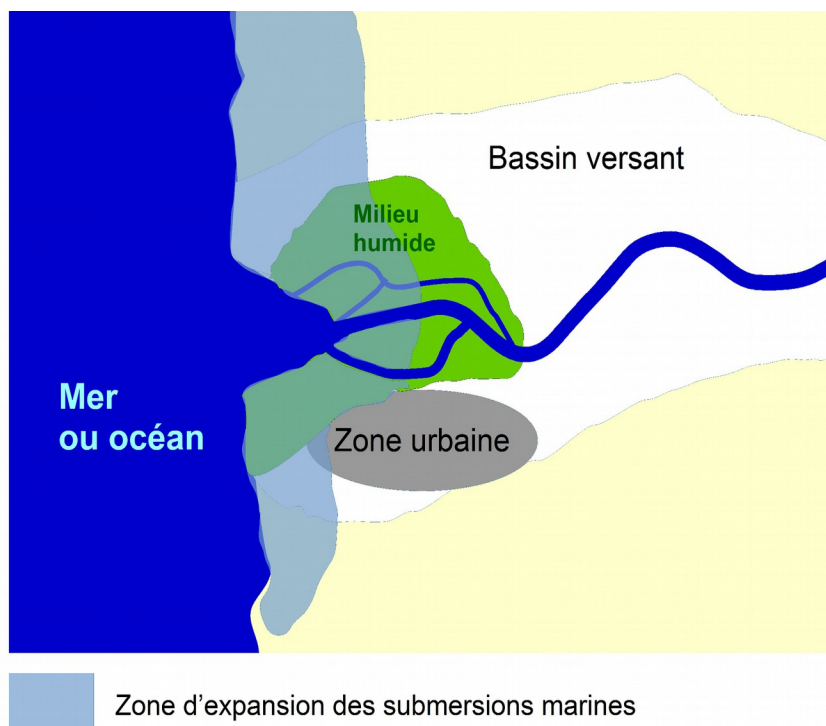 Bassin versant
Milieu
humide
Mer
ou océan
Zone urbaine
Zone d'expansion des submersions marines